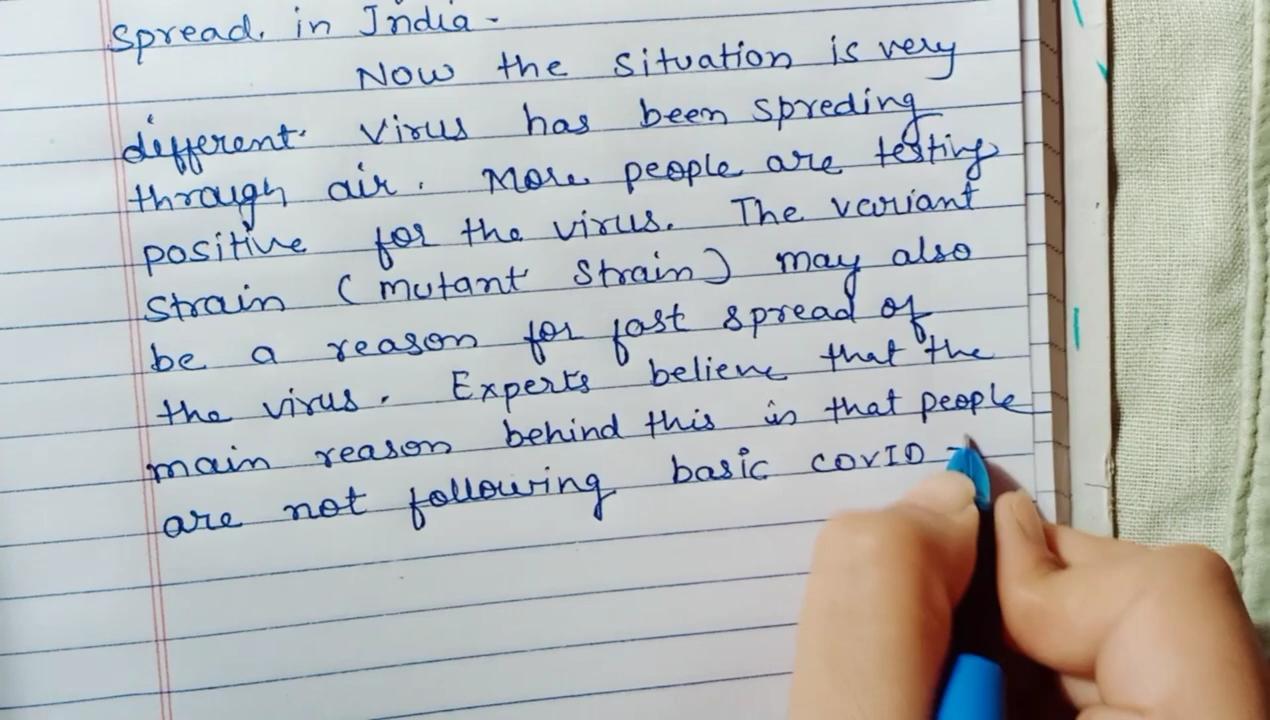 spread. in India -
Now the situation is very
different. Virus has been spreding
through air. More people are testing
positive for the virus. The variant
strain (mutant strain) may also
be a reason for fast spread of
the virus. Experts believe that the
main reason behind this is that people
are not following basic COVID -